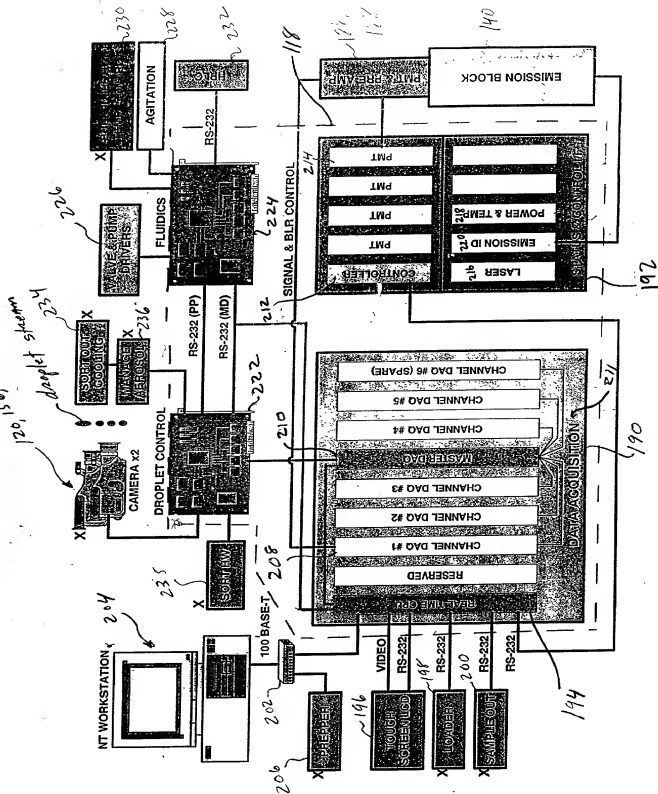 120, 136,
droplet stream
234
226
230
228
232
X
CAMERA X2
SORT OUT COOLING
236
VALVE & PUMP DRIVERS
AGITATION
RS-232
DROPLET CONTROL
FLUIDICS
222
224
RS-232 (PP)
RS-232 (MD)
SIGNAL & BLR CONTROL
118
235
NT WORKSTATION
204
100 BASE-T
202
206
VIDEO
TOUCH SCREEN/LCD
196
RS-232
LOADER
198
RS-232
SAMPLE OUT
200
RS-232
RS-232
194
REAL-TIME CPU
RESERVED
208
CHANNEL DAQ #1
CHANNEL DAQ #2
CHANNEL DAQ #3
210
MASTER DAQ
CHANNEL DAQ #4
CHANNEL DAQ #5
CHANNEL DAQ #6 (SPARE)
DATA ACQUISITION
211
190
212
CONTROLLER
PMT
PMT
PMT
PMT
214
LASER
216
EMISSION ID
220
POWER & TEMP
218
192
PMT & PREAMP
EMISSION BLOCK
140